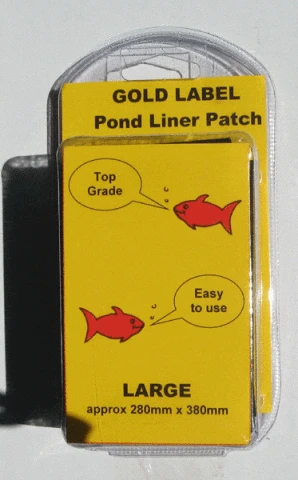 GOLD LABEL
Pond Liner Patch
Top
Grade
Easy
to use
LARGE
approx 280mm x 380mm